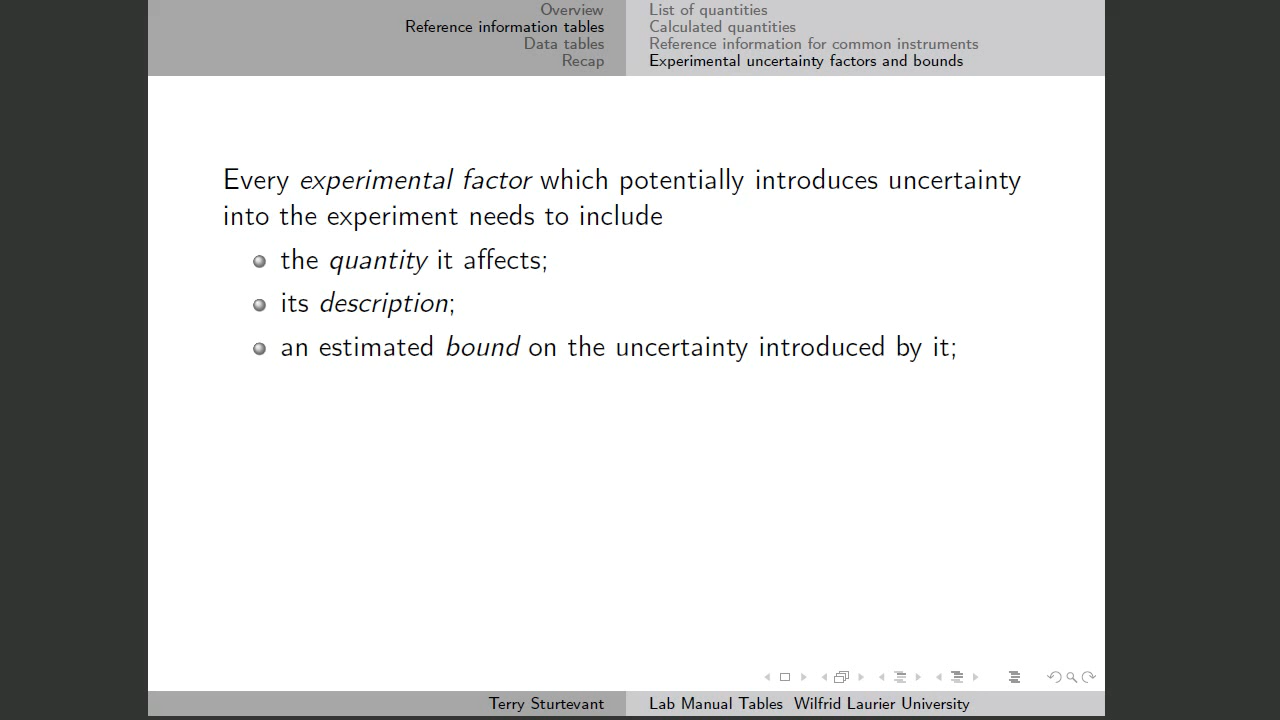 Overview
Reference information tables
Data tables
Recap
List of quantities
Calculated quantities
Reference information for common instruments
Experimental uncertainty factors and bounds
Every experimental factor which potentially introduces uncertainty
into the experiment needs to include
the quantity it affects;
its description;
an estimated bound on the uncertainty introduced by it;
Terry Sturtevant
Lab Manual Tables Wilfrid Laurier University